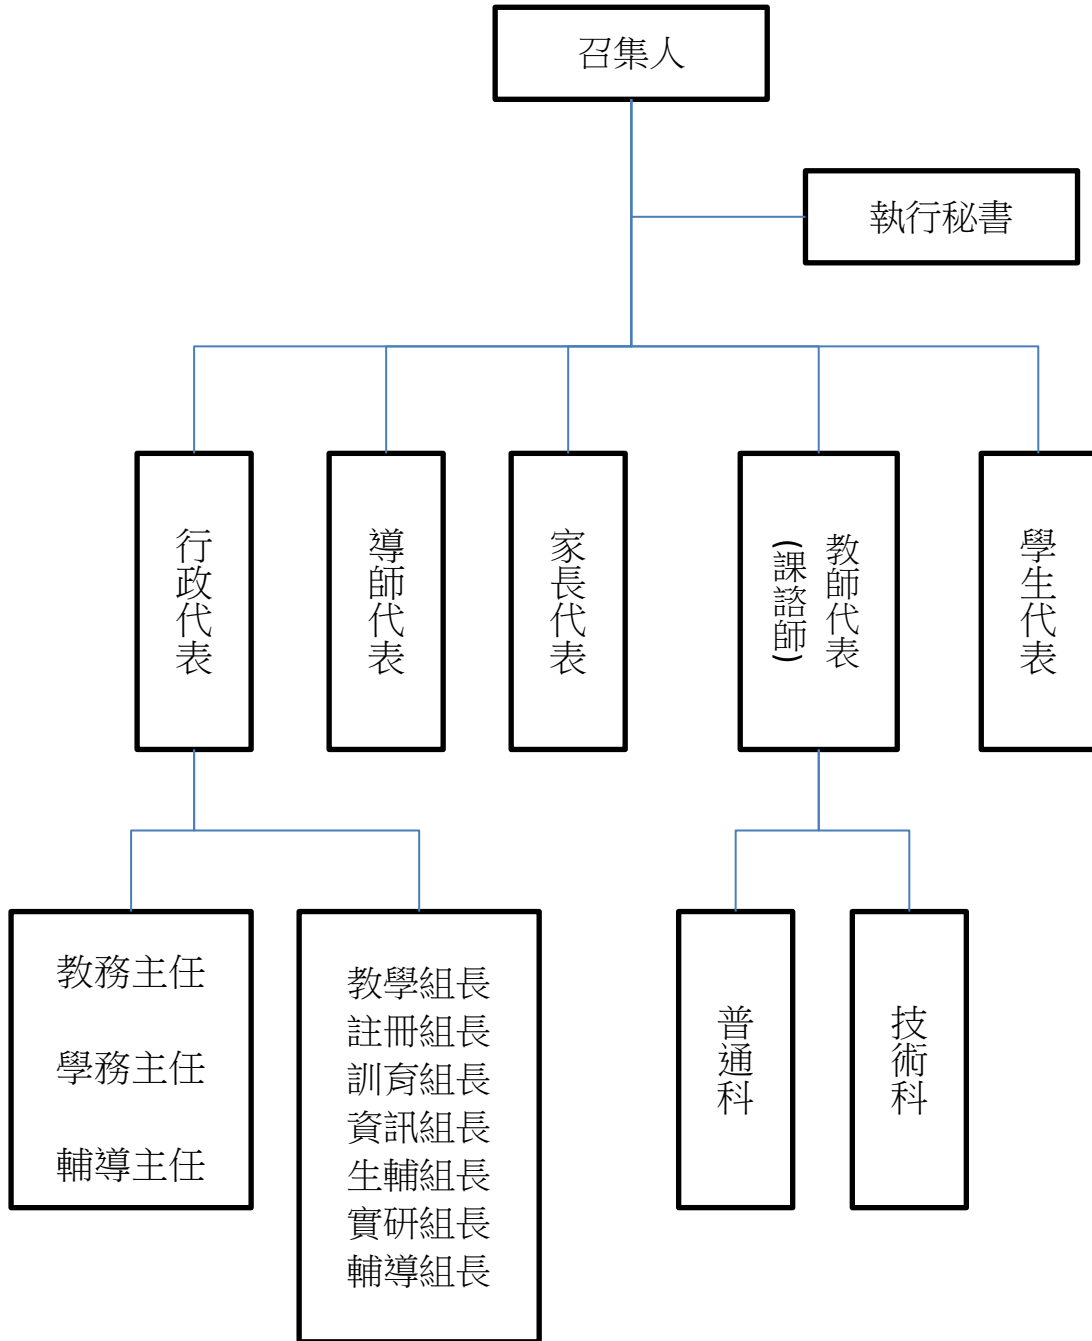 召集人
執行秘書
行政代表
導師代表
家長代表
教師代表
(課諮師)
學生代表
教務主任
學務主任
輔導主任
教學組長
註冊組長
訓育組長
資訊組長
生輔組長
實研組長
輔導組長
普通科
技術科